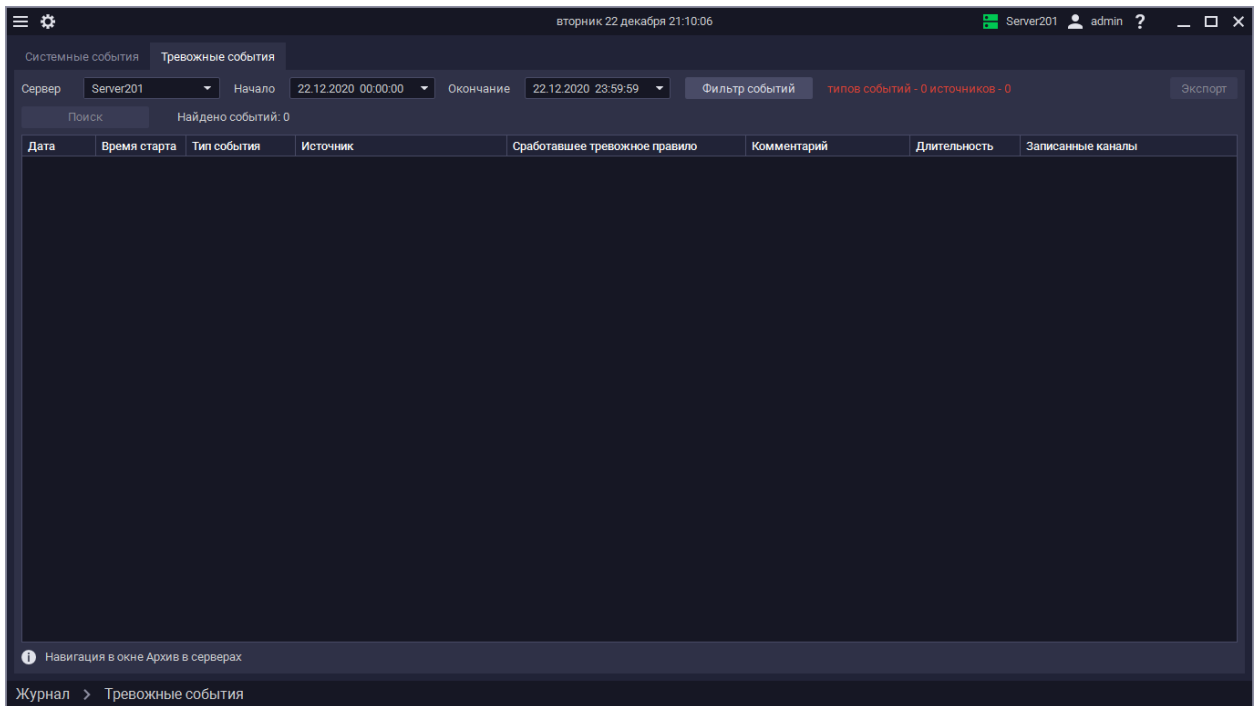 вторник 22 декабря 21:10:06 Server201 admin ?
Системные события Тревожные события
Сервер Server201 Начало 22.12.2020 00:00:00 Окончание 22.12.2020 23:59:59 Фильтр событий типов событий - 0 источников - 0 Экспорт
Поиск Найдено событий: 0
Дата Время старта Тип события Источник Сработавшее тревожное правило Комментарий Длительность Записанные каналы
Навигация в окне Архив в серверах
Журнал > Тревожные события